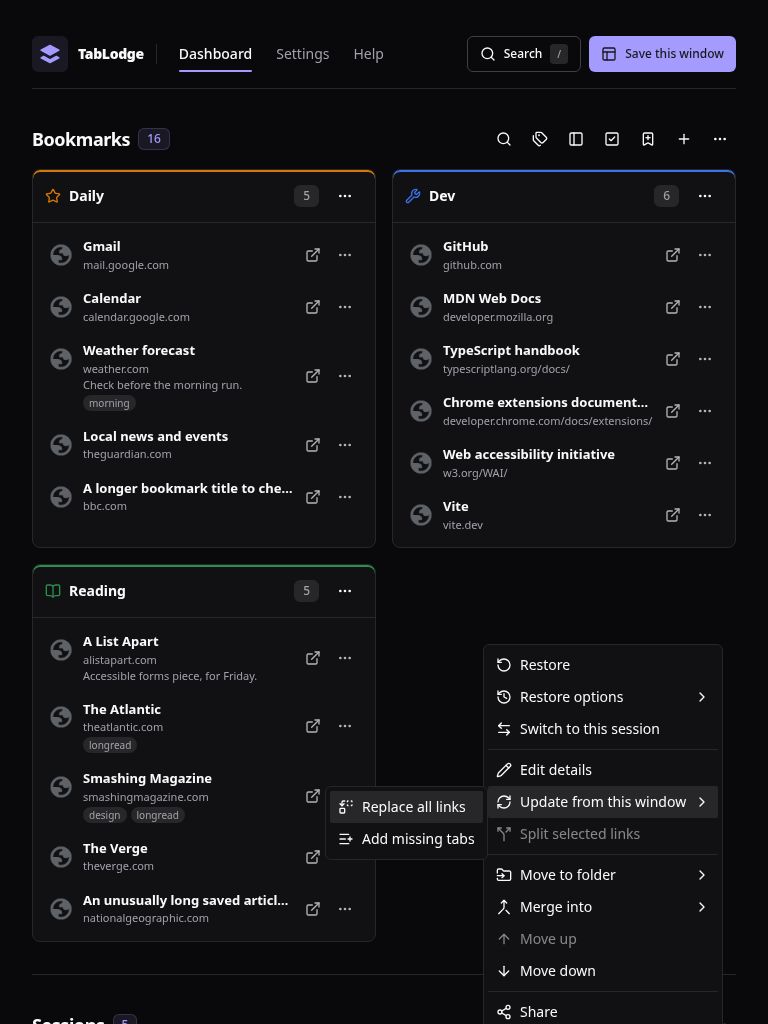 TabLodge
Dashboard
Settings
Help
Search /
Save this window
Bookmarks 16
Daily 5
Gmail
mail.google.com
Calendar
calendar.google.com
Weather forecast
weather.com
Check before the morning run.
morning
Local news and events
theguardian.com
A longer bookmark title to che...
bbc.com
Dev 6
GitHub
github.com
MDN Web Docs
developer.mozilla.org
TypeScript handbook
typescriptlang.org/docs/
Chrome extensions document...
developer.chrome.com/docs/extensions/
Web accessibility initiative
w3.org/WAI/
Vite
vite.dev
Reading 5
A List Apart
alistapart.com
Accessible forms piece, for Friday.
The Atlantic
theatlantic.com
longread
Smashing Magazine
smashingmagazine.com
design longread
The Verge
theverge.com
An unusually long saved articl...
nationalgeographic.com
Restore
Restore options
Switch to this session
Edit details
Update from this window
Split selected links
Replace all links
Add missing tabs
Move to folder
Merge into
Move up
Move down
Share
Sessions 5